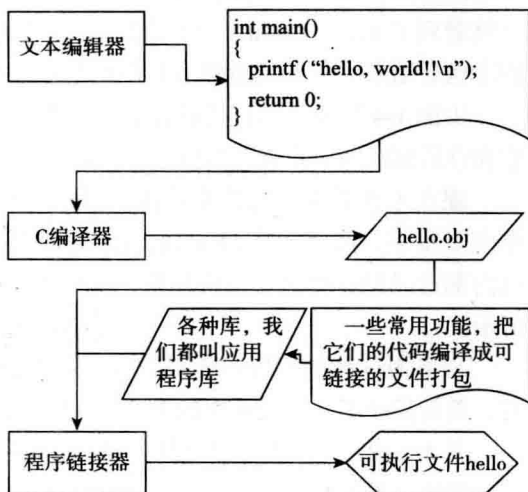 文本编辑器
int main()
{
printf (“hello, world!!\n”);
return 0;
}
C编译器
hello.obj
各种库，我
们都叫应用
程序库
一些常用功能，把
它们的代码编译成可
链接的文件打包
程序链接器
可执行文件hello